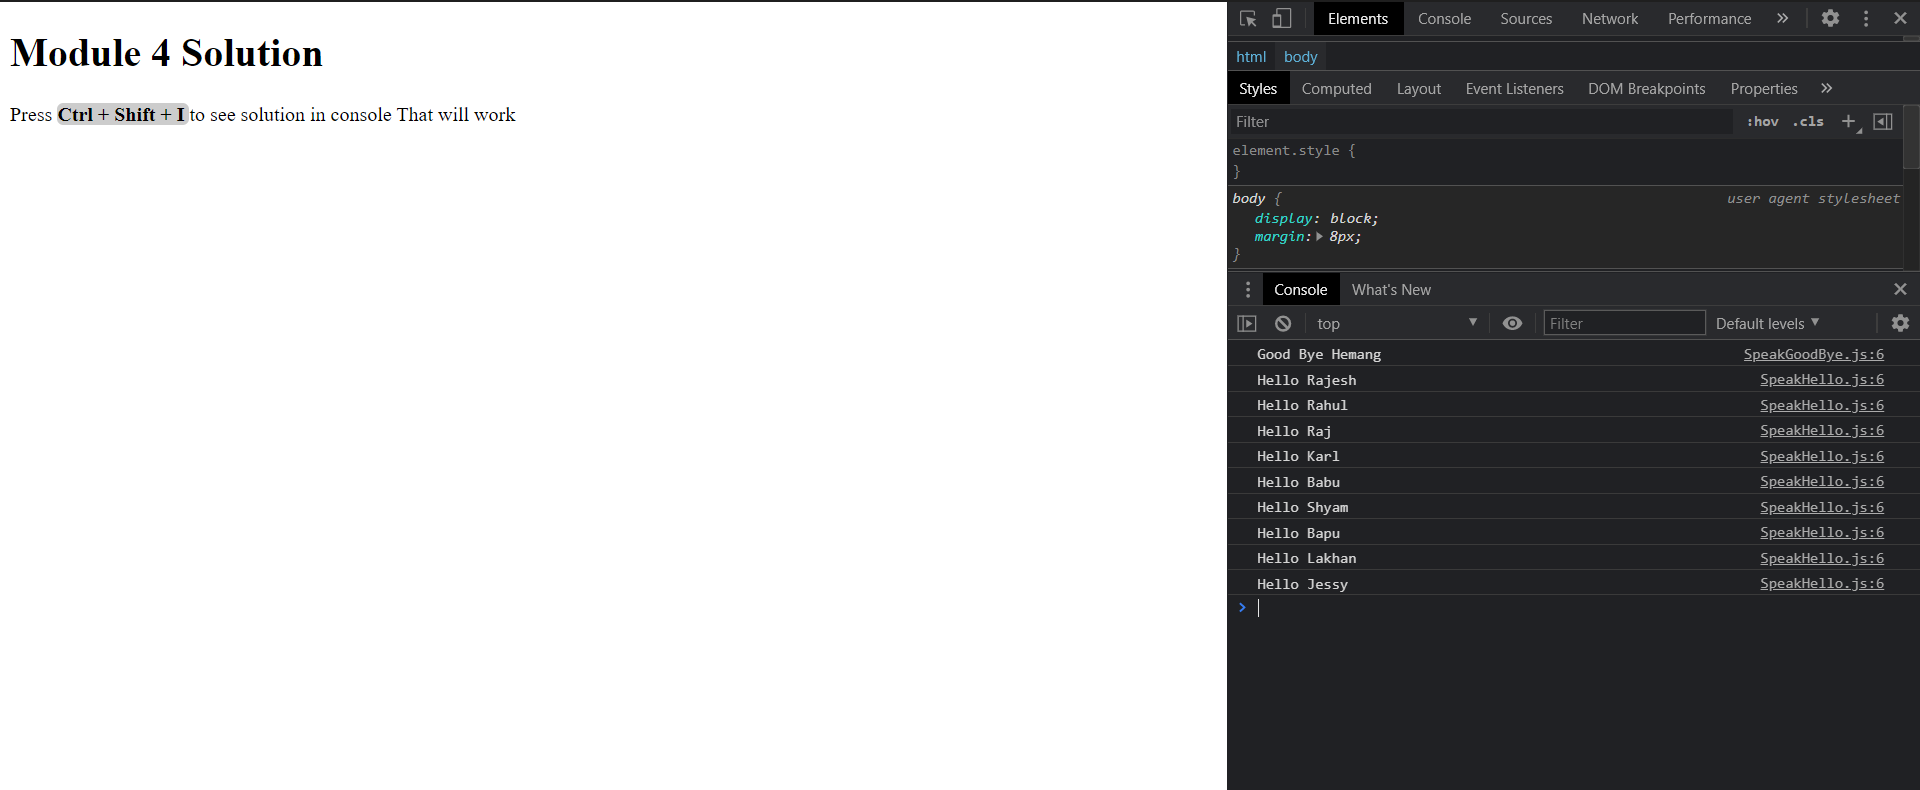 Module 4 Solution
Press Ctrl + Shift + I to see solution in console That will work
Elements Console Sources Network Performance »
html body
Styles Computed Layout Event Listeners DOM Breakpoints Properties »
Filter :hov .cls +
element.style {
}
body { user agent stylesheet
display: block;
margin: 8px;
}
Console What's New
top Filter Default levels
Good Bye Hemang SpeakGoodBye.js:6
Hello Rajesh SpeakHello.js:6
Hello Rahul SpeakHello.js:6
Hello Raj SpeakHello.js:6
Hello Karl SpeakHello.js:6
Hello Babu SpeakHello.js:6
Hello Shyam SpeakHello.js:6
Hello Bapu SpeakHello.js:6
Hello Lakhan SpeakHello.js:6
Hello Jessy SpeakHello.js:6
>